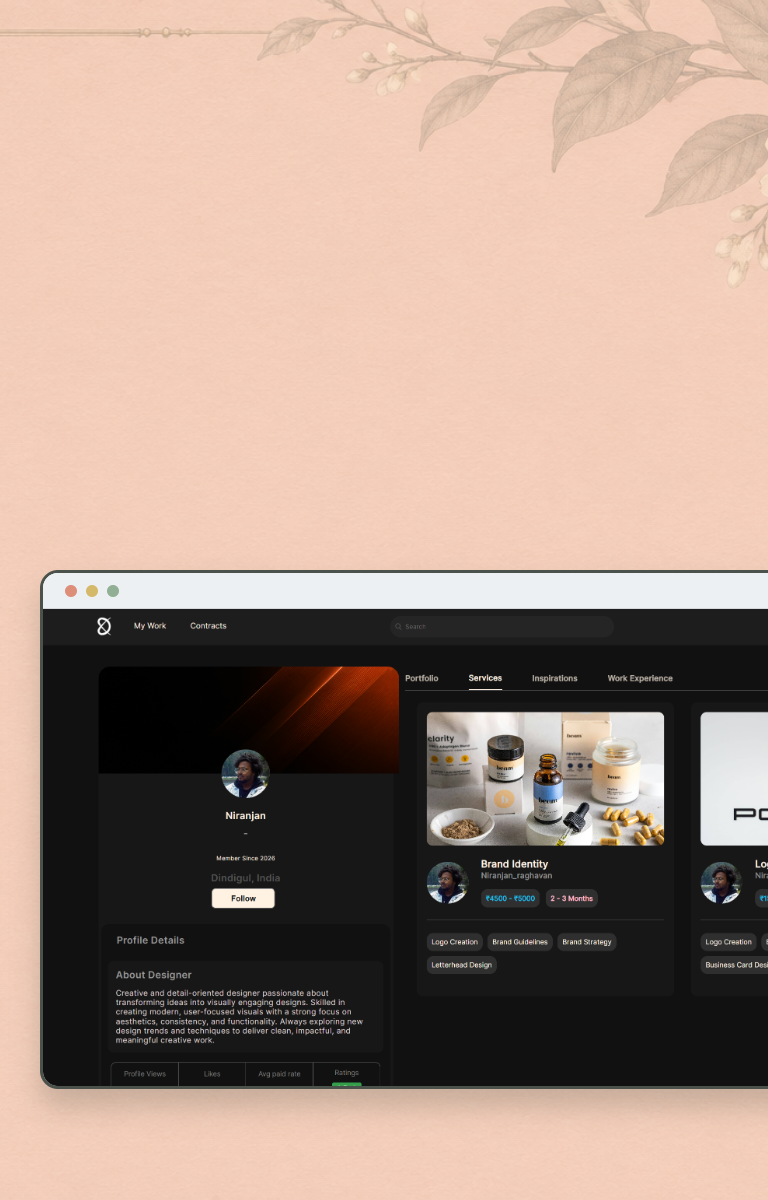 My Work
Contracts
Search
Niranjan
-
Member Since 2026
Dindigul, India
Follow
Profile Details
About Designer
Creative and detail-oriented designer passionate about
transforming ideas into visually engaging designs. Skilled in
creating modern, user-focused visuals with a strong focus on
aesthetics, consistency, and functionality. Always exploring new
design trends and techniques to deliver clean, impactful, and
meaningful creative work.
Profile Views
Likes
Avg paid rate
Ratings
Portfolio
Services
Inspirations
Work Experience
clarity
beam
beam
Brand Identity
Niranjan_raghavan
₹4500 - ₹5000
2 - 3 Months
Logo Creation
Brand Guidelines
Brand Strategy
Letterhead Design
Logo Creation